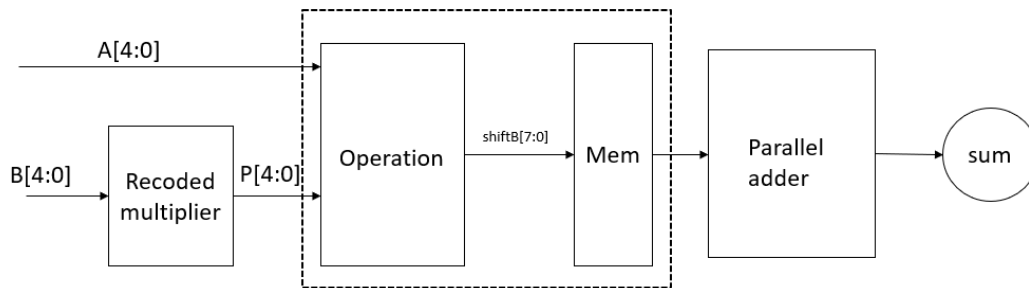 A[4:0]
B[4:0]
Recoded
multiplier
P[4:0]
Operation
shiftB[7:0]
Mem
Parallel
adder
sum